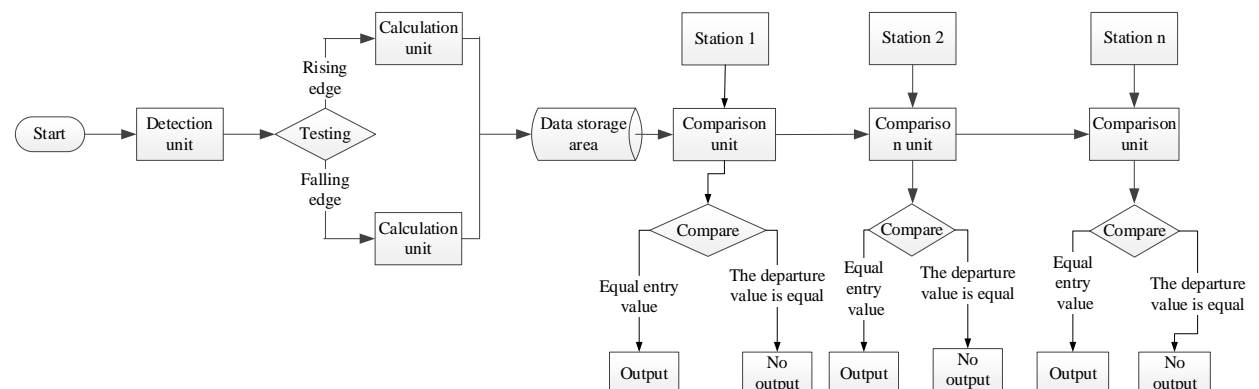 Start
Detection
unit
Testing
Rising
edge
Falling
edge
Calculation
unit
Calculation
unit
Data storage
area
Station 1
Comparison
unit
Compare
Equal entry
value
The departure
value is equal
Output
No
output
Station 2
Compariso
n unit
Compare
Equal
entry
value
The departure
value is equal
Output
No
output
Station n
Comparison
unit
Compare
Equal
entry
value
The departure
value is equal
Output
No
output